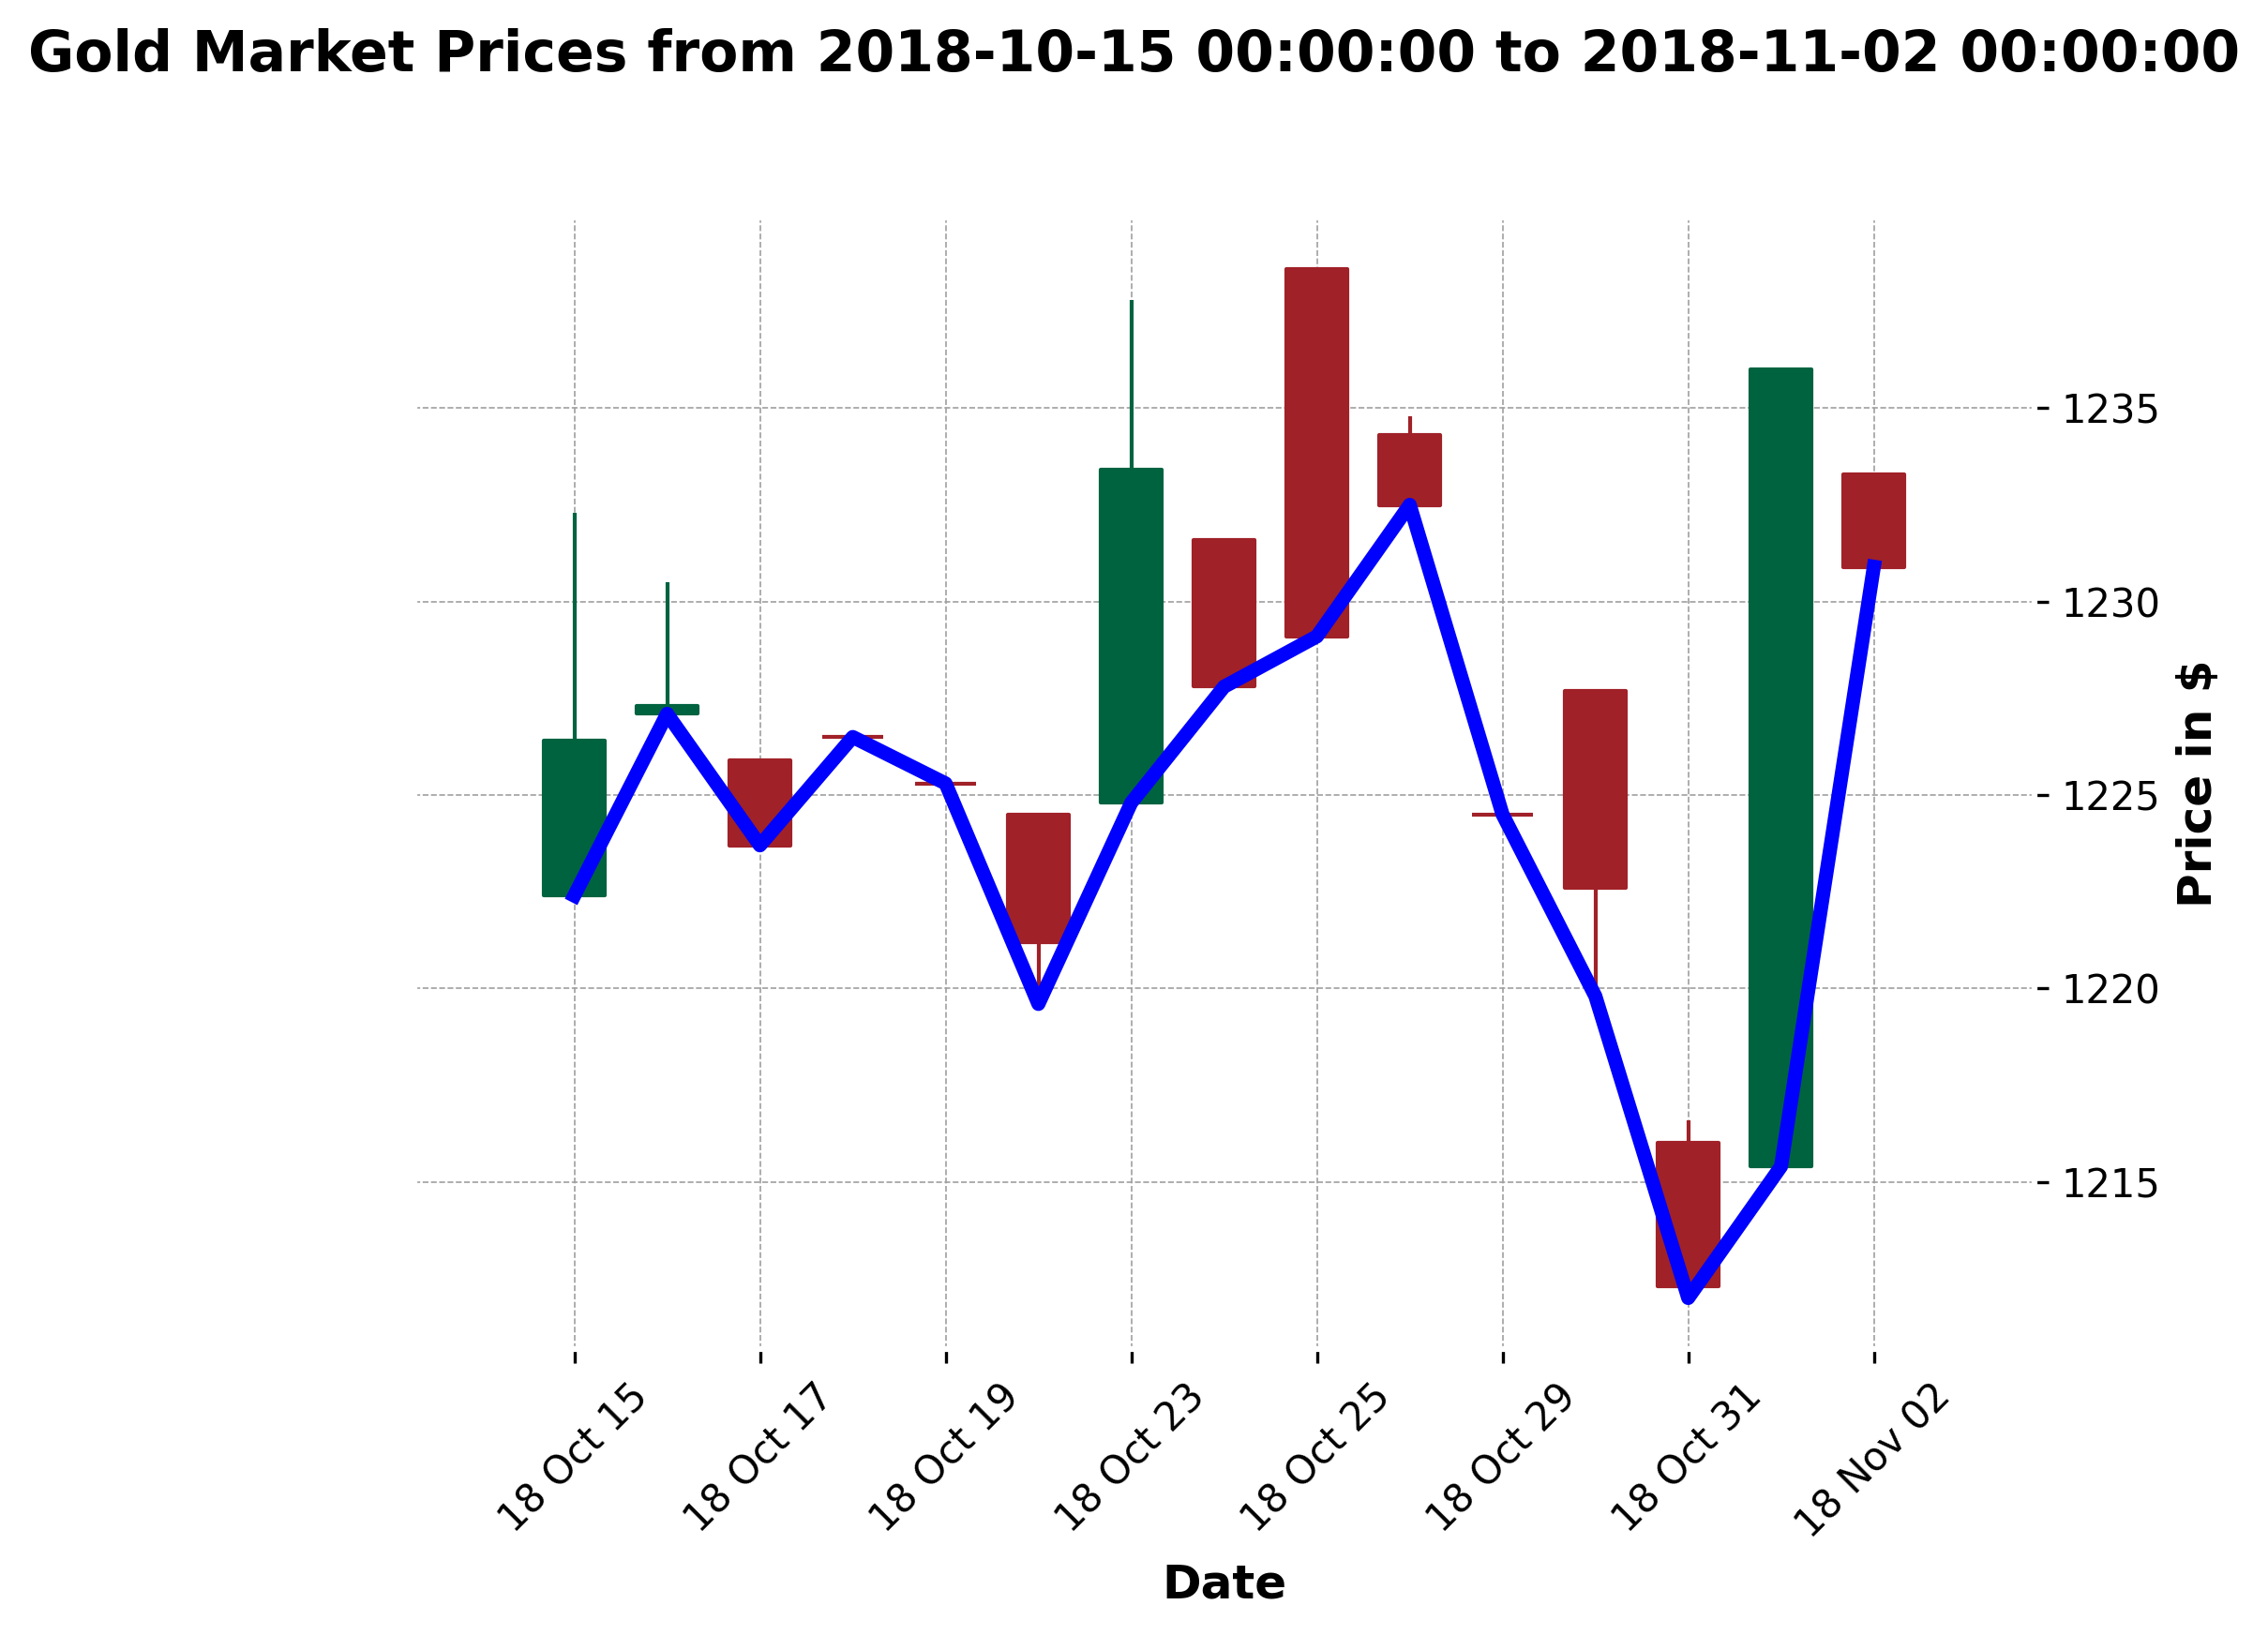 Gold Market Prices from 2018-10-15 00:00:00 to 2018-11-02 00:00:00
1235
1230
1225
1220
1215
Price in $
18 Oct 15
18 Oct 17
18 Oct 19
18 Oct 23
18 Oct 25
18 Oct 29
18 Oct 31
18 Nov 02
Date